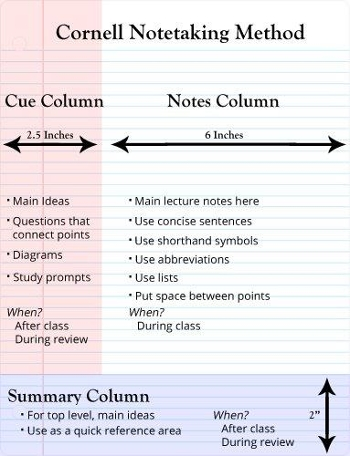 Cornell Notetaking Method
Cue Column
2.5 Inches
• Main Ideas
• Questions that
connect points
• Diagrams
• Study prompts
When?
After class
During review
Notes Column
6 Inches
• Main lecture notes here
• Use concise sentences
• Use shorthand symbols
• Use abbreviations
• Use lists
• Put space between points
When?
During class
Summary Column
• For top level, main ideas
• Use as a quick reference area
When?
After class
During review
2”